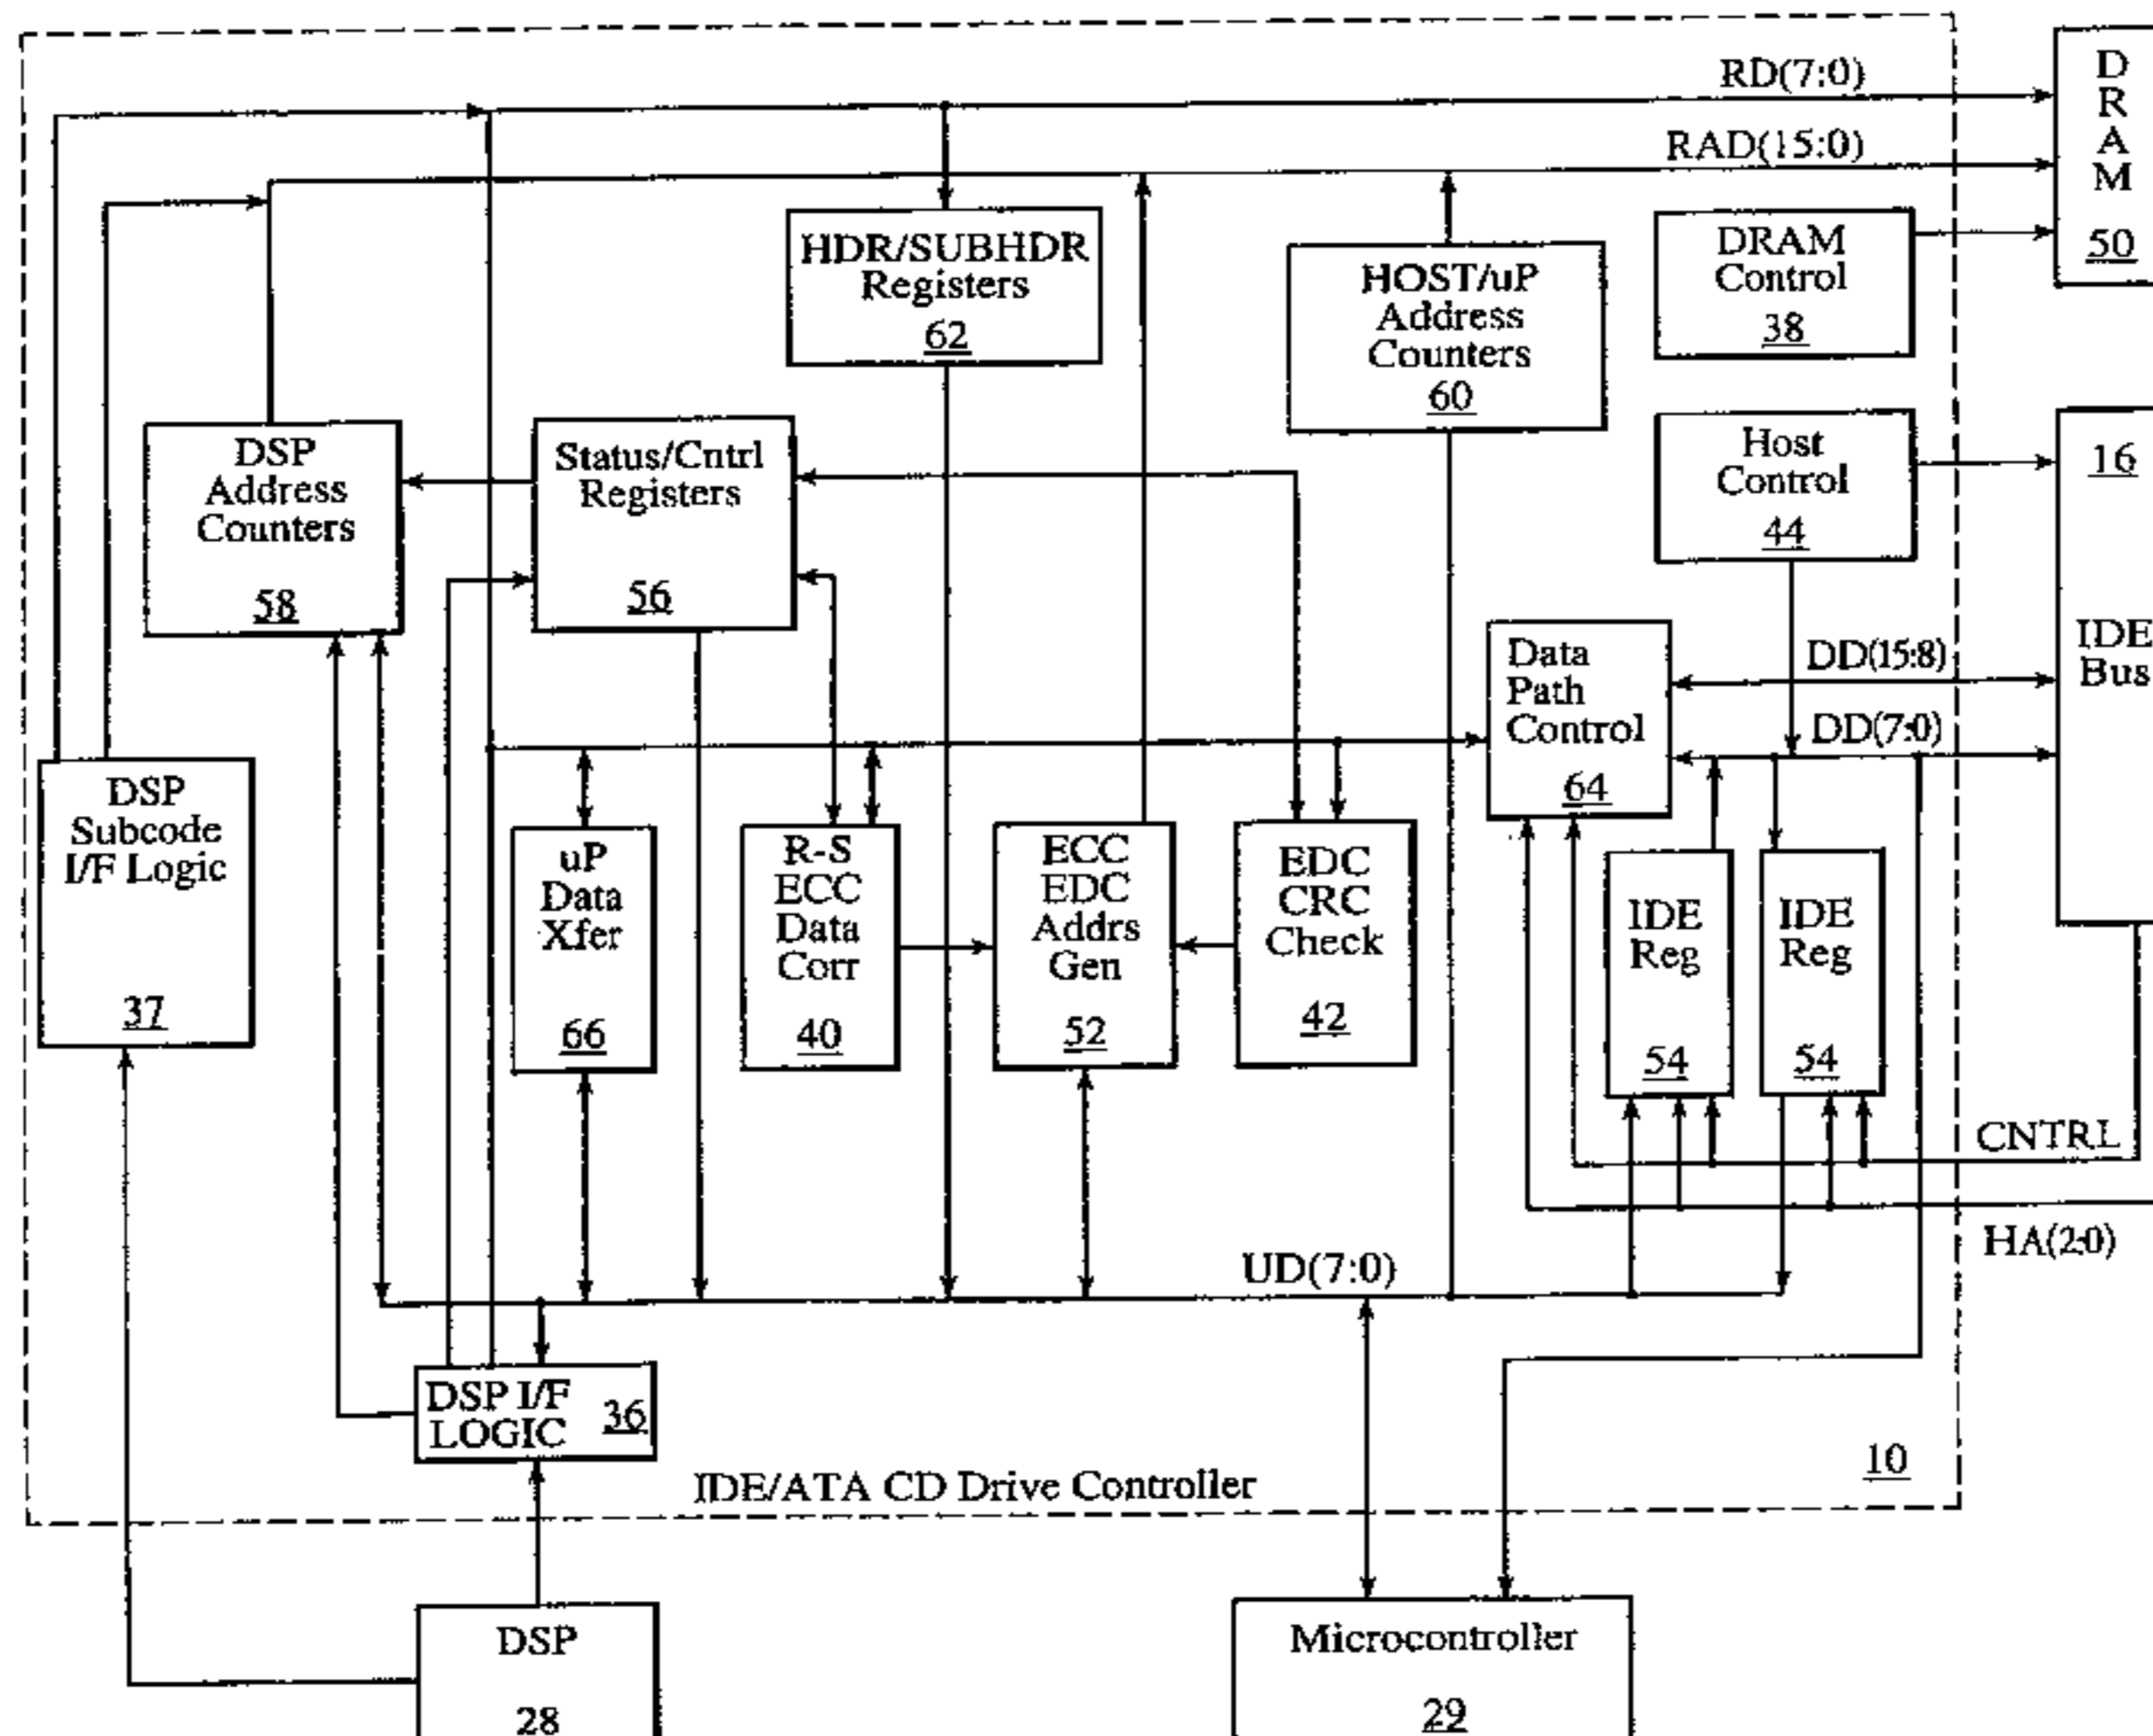 RD(7:0)
RAD(15:0)
D
R
A
M
50
HDR/SUBHDR
Registers
62
HOST/uP
Address
Counters
60
DRAM
Control
38
DSP
Address
Counters
58
Status/Cntrl
Registers
56
Host
Control
44
16
IDE
Bus
Data
Path
Control
64
DD(15:8)
DD(7:0)
DSP
Subcode
I/F Logic
37
uP
Data
Xfer
66
R-S
ECC
Data
Corr
40
ECC
EDC
Addrs
Gen
52
EDC
CRC
Check
42
IDE
Reg
54
IDE
Reg
54
CNTRL
HA(2:0)
UD(7:0)
DSP I/F
LOGIC
36
IDE/ATA CD Drive Controller
10
DSP
28
Microcontroller
29